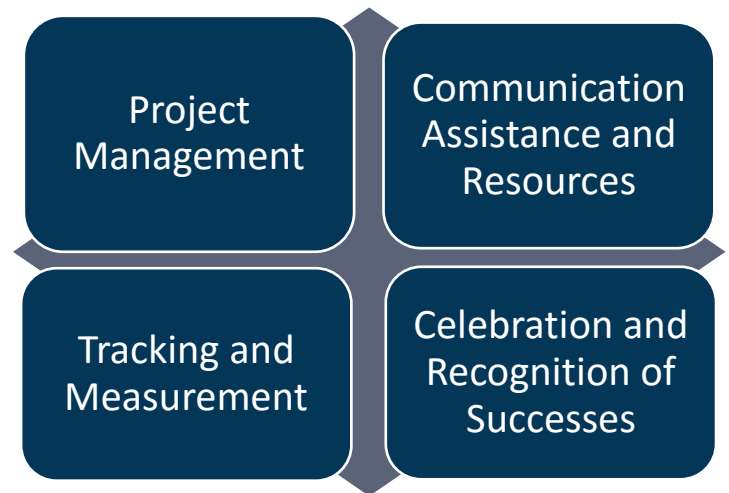 Project
Management
Communication
Assistance and
Resources
Tracking and
Measurement
Celebration and
Recognition of
Successes